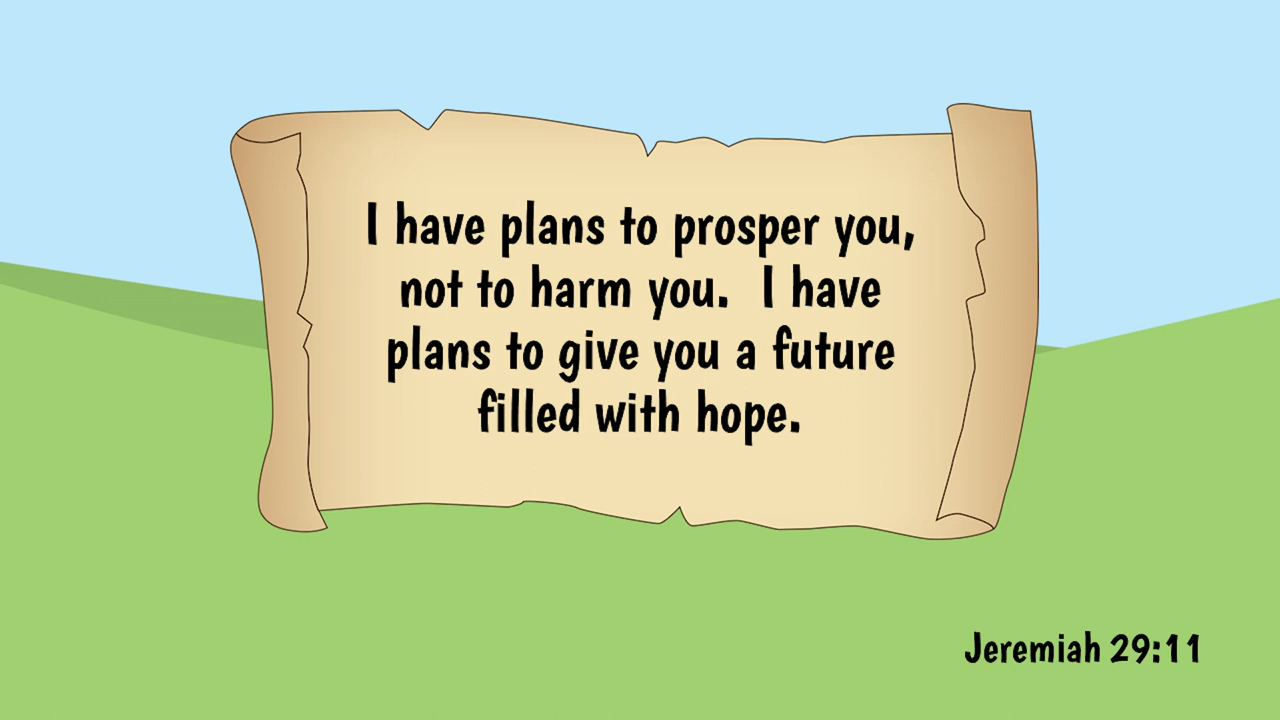 I have plans to prosper you,
not to harm you.  I have
plans to give you a future
filled with hope.
Jeremiah 29:11